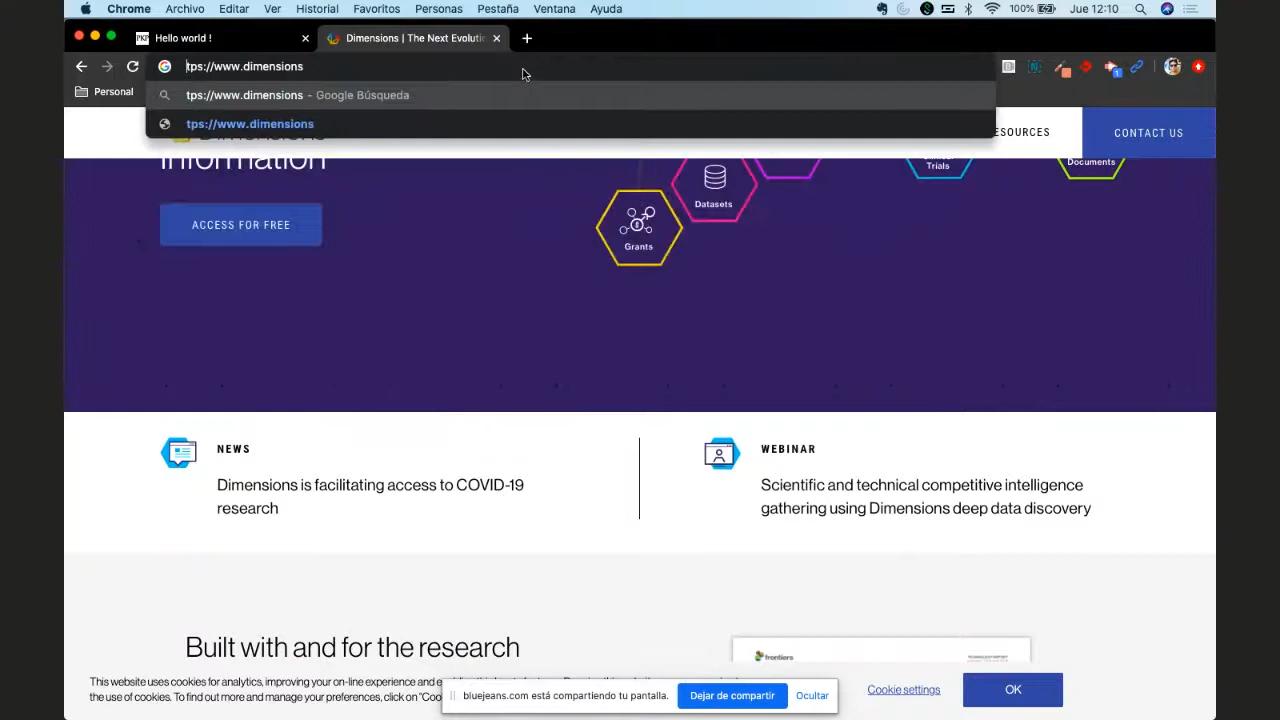 Chrome Archivo Editar Ver Historial Favoritos Personas Pestaña Ventana Ayuda 100% Jue 12:10
PKP Hello world ! Dimensions | The Next Evoluti
tps://www.dimensions 1
tps://www.dimensions - Google Búsqueda
Personal
tps://www.dimensions
ESOURCES CONTACT US
Information
Trials
Documents
Datasets
ACCESS FOR FREE
Grants
NEWS
WEBINAR
Dimensions is facilitating access to COVID-19
research
Scientific and technical competitive intelligence
gathering using Dimensions deep data discovery
Built with and for the research
frontiers
This website uses cookies for analytics, improving your on-line experience and e
the use of cookies. To find out more and manage your preferences, click on "Coo
bluejeans.com está compartiendo tu pantalla. Dejar de compartir Ocultar
Cookie settings OK